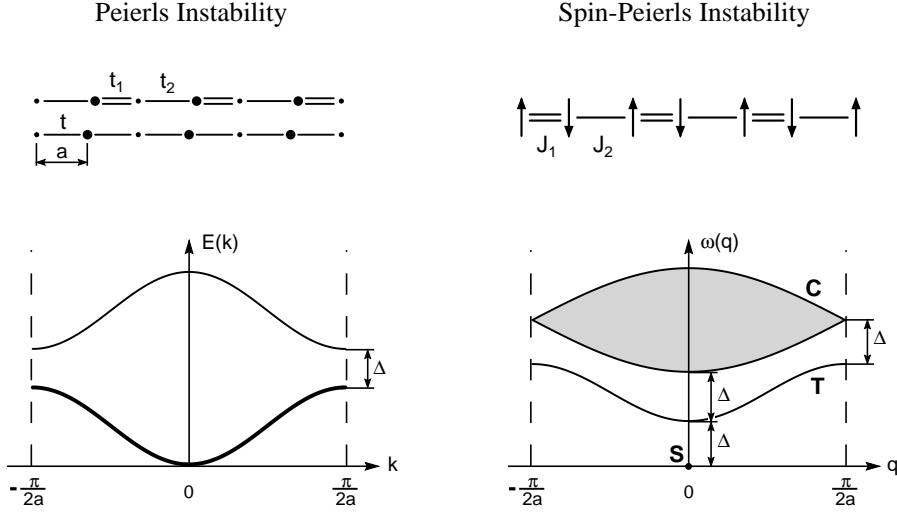 Peierls Instability
t₁ t₂
t
a
E(k)
Δ
k
-π/2a
0
π/2a
Spin-Peierls Instability
J₁ J₂
ω(q)
C
Δ
T
Δ
Δ
S
q
-π/2a
0
π/2a